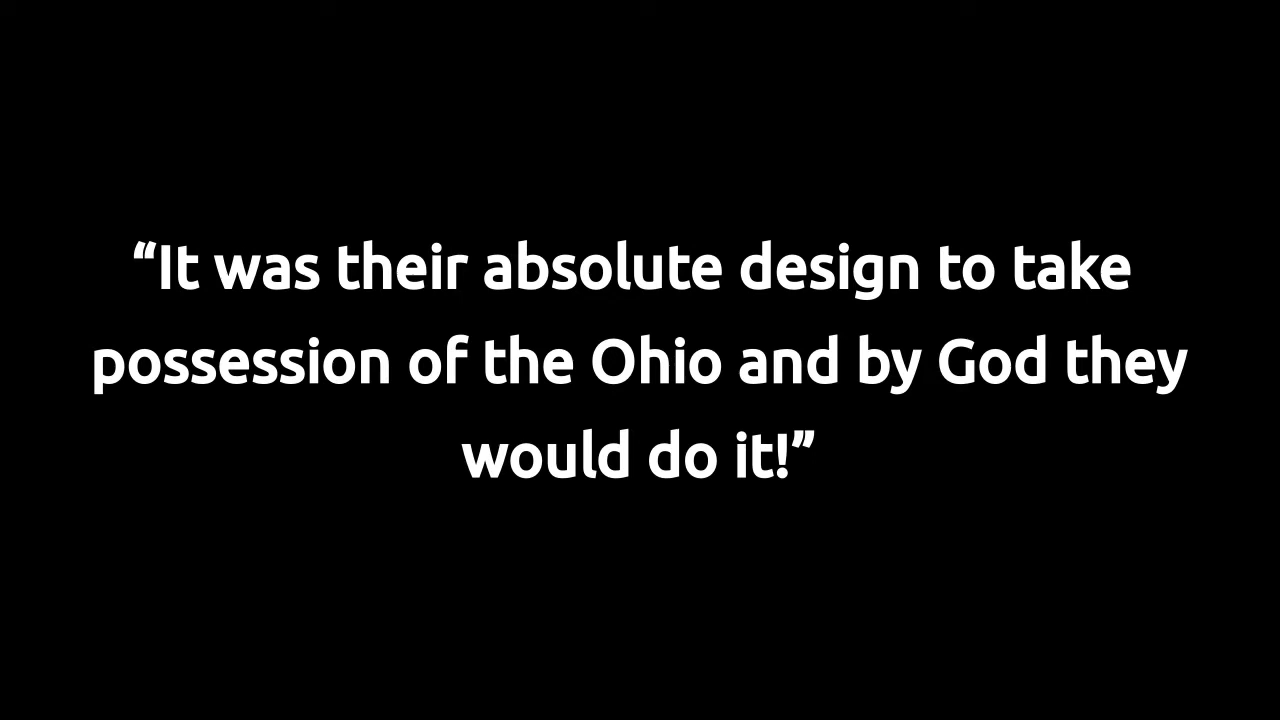 “It was their absolute design to take
possession of the Ohio and by God they
would do it!”